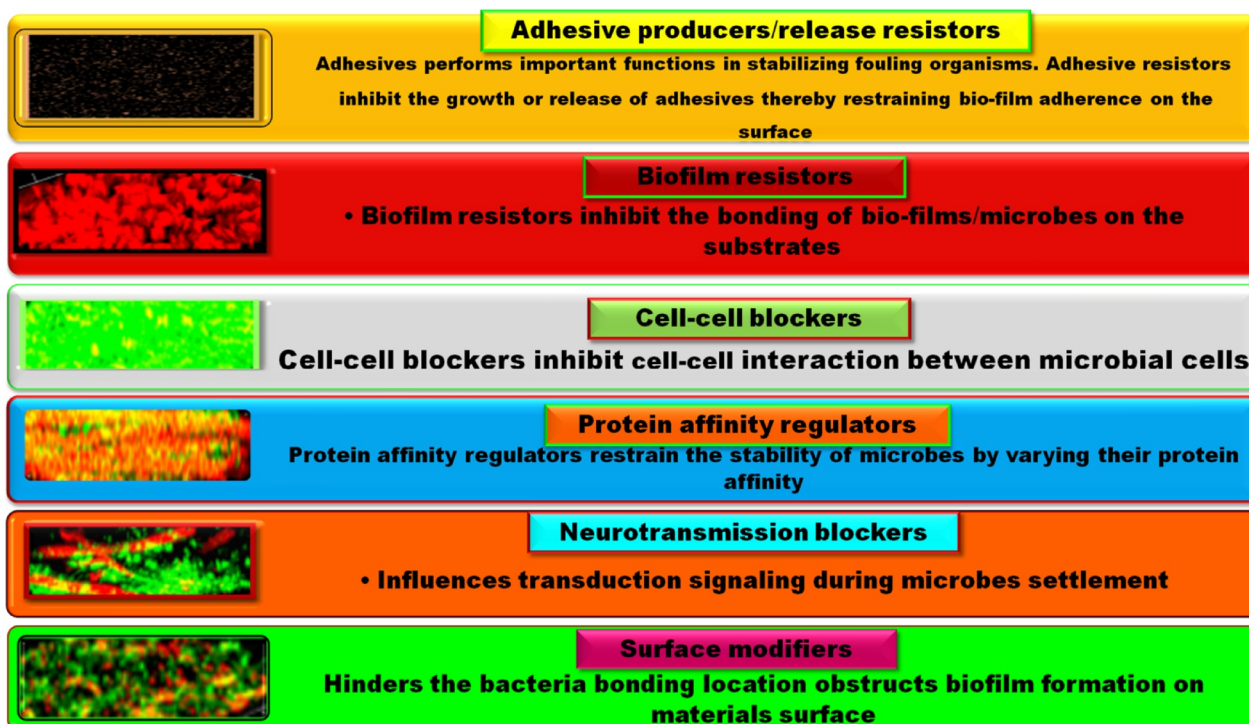 Adhesive producers/release resistors
Adhesives performs important functions in stabilizing fouling organisms. Adhesive resistors
inhibit the growth or release of adhesives thereby restraining bio-film adherence on the
surface
Biofilm resistors
• Biofilm resistors inhibit the bonding of bio-films/microbes on the
substrates
Cell-cell blockers
Cell-cell blockers inhibit cell-cell interaction between microbial cells
Protein affinity regulators
Protein affinity regulators restrain the stability of microbes by varying their protein
affinity
Neurotransmission blockers
• Influences transduction signaling during microbes settlement
Surface modifiers
Hinders the bacteria bonding location obstructs biofilm formation on
materials surface